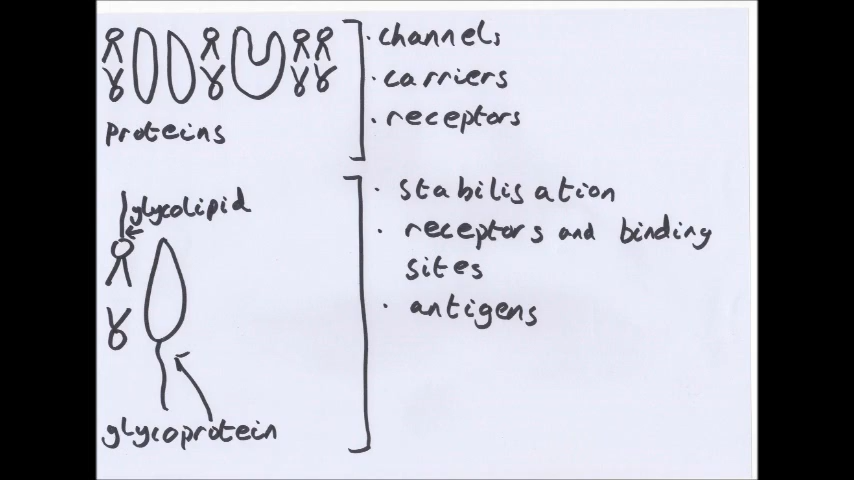 • channels
• carriers
• receptors
Proteins
• stabilisation
glycolipid
• receptors and binding
sites
• antigens
glycoprotein